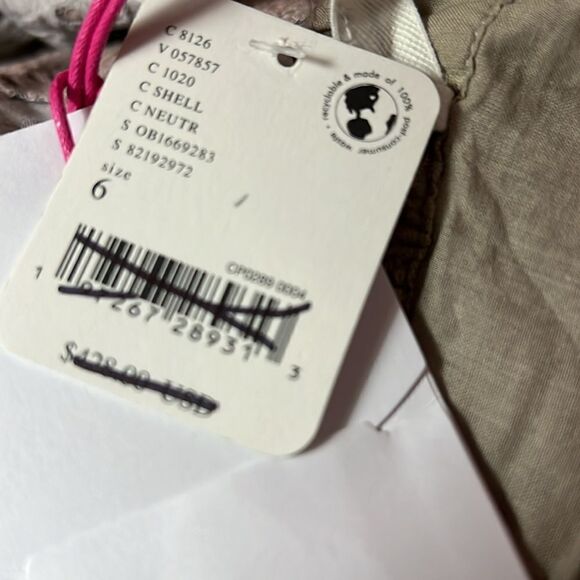 C 8126
V 057857
C 1020
C SHELL
C NEUTR
S OB1669283
S 82192972
size
6
recyclable & made of 100% post-consumer waste •
1 267 28931 3
USD